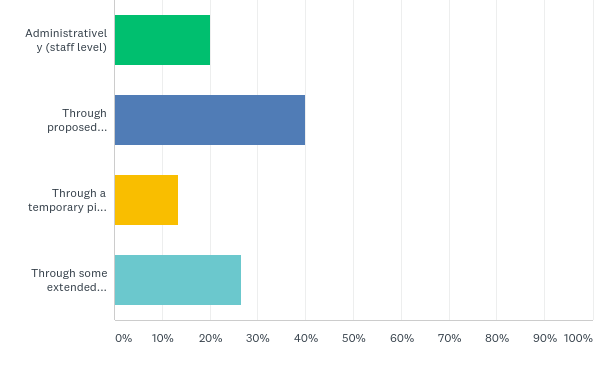 Administrativel
y (staff level)
Through
proposed...
Through a
temporary pi...
Through some
extended...
0% 10% 20% 30% 40% 50% 60% 70% 80% 90% 100%